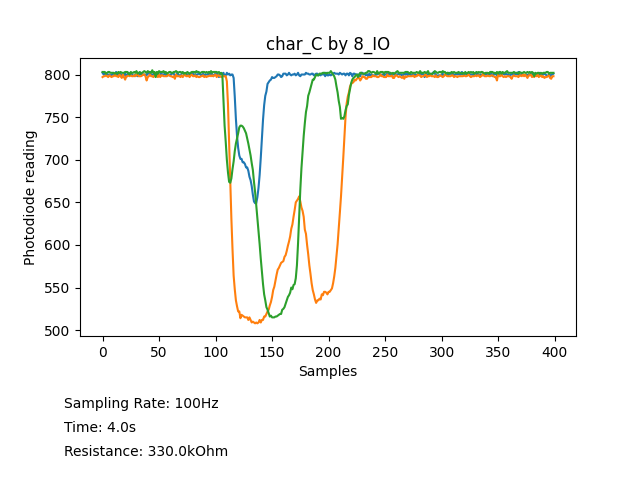 char_C by 8_IO
Photodiode reading
800
750
700
650
600
550
500
0 50 100 150 200 250 300 350 400
Samples
Sampling Rate: 100Hz
Time: 4.0s
Resistance: 330.0kOhm